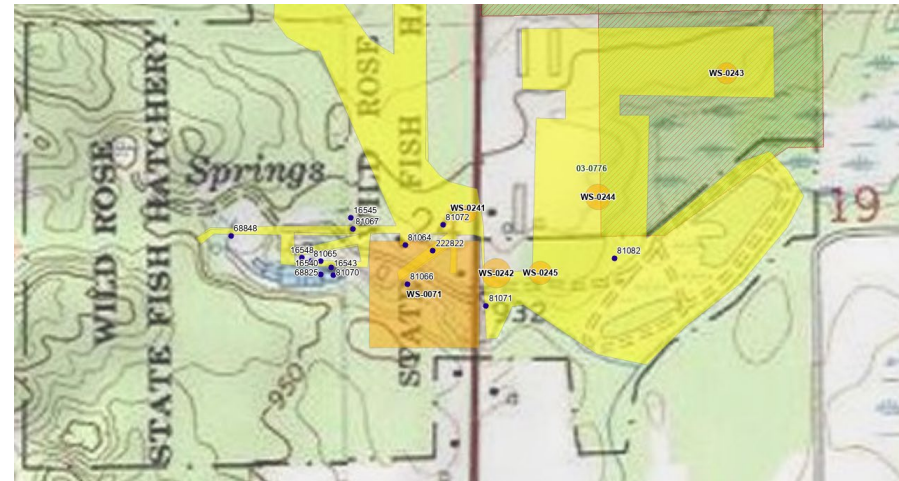 WS-0243
03-0776
WS-0244
WILD ROSE
STATE FISH HATCHERY
Springs
WILD ROSE
STATE FISH HA
19
WS-0241
16545
81072
81067
68848
81064
222822
81082
16548
81065
16540
16543
68825
81070
WS-0242
WS-0245
81066
WS-0071
81071
932
950